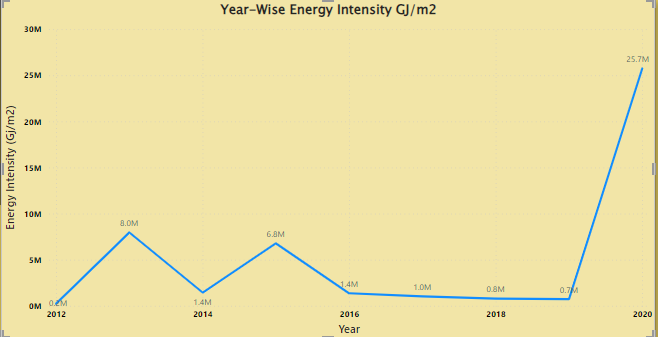 Year-Wise Energy Intensity GJ/m2
30M
25M
20M
15M
10M
5M
0M
Energy Intensity (Gj/m2)
0.2M
8.0M
1.4M
6.8M
1.4M
1.0M
0.8M
0.7M
25.7M
2012
2014
2016
2018
2020
Year